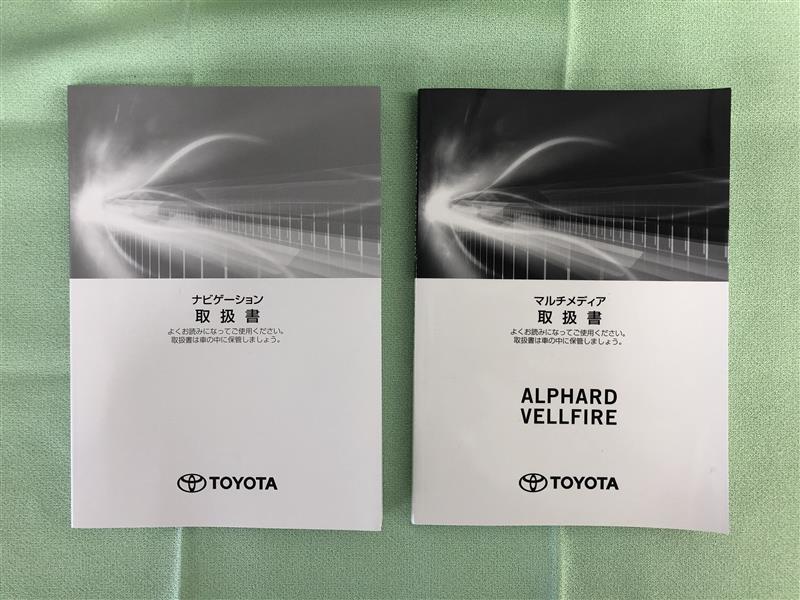 ナビゲーション
取扱書
よくお読みになってご使用ください。
取扱書は車の中に保管しましょう。
TOYOTA
マルチメディア
取扱書
よくお読みになってご使用ください。
取扱書は車の中に保管しましょう。
ALPHARD
VELLFIRE
TOYOTA